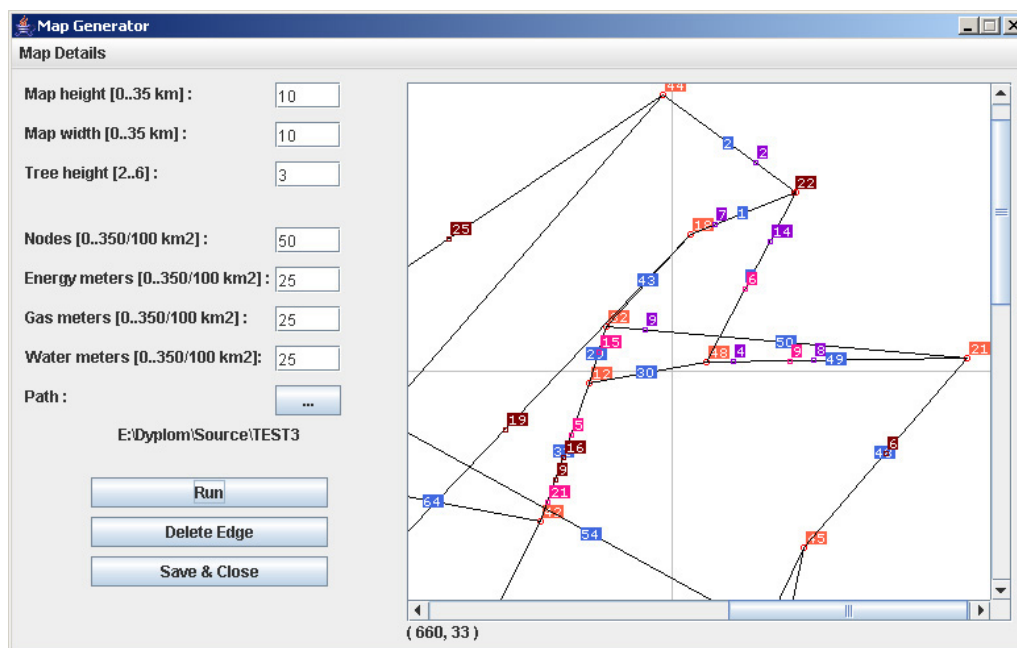 Map Generator
Map Details
Map height [0..35 km] : 10
Map width [0..35 km] : 10
Tree height [2..6] : 3
Nodes [0..350/100 km2] : 50
Energy meters [0..350/100 km2] : 25
Gas meters [0..350/100 km2] : 25
Water meters [0..350/100 km2]: 25
Path : ...
E:\Dyplom\Source\TEST3
Run
Delete Edge
Save & Close
44
2
2
22
25
7
1
18
14
43
6
9
15
50
21
48
4
9
8
49
12
30
19
5
16
6
9
21
64
42
54
45
( 660, 33 )